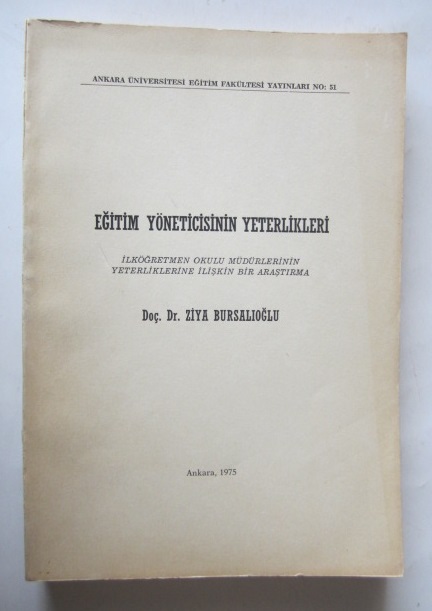 ANKARA ÜNİVERSİTESİ EĞİTİM FAKÜLTESİ YAYINLARI NO: 51
EĞİTİM YÖNETİCİSİNİN YETERLİKLERİ
İLKÖĞRETMEN OKULU MÜDÜRLERİNİN
YETERLİKLERİNE İLİŞKİN BİR ARAŞTIRMA
Doç. Dr. ZİYA BURSALIOĞLU
Ankara, 1975